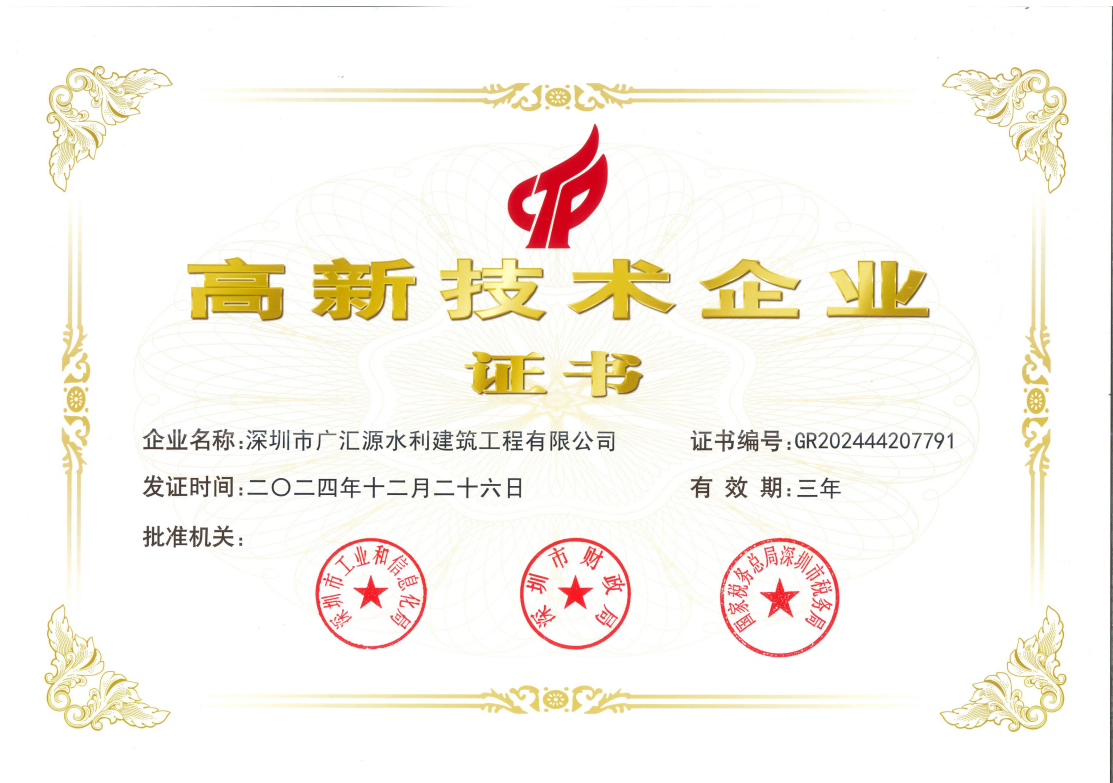 高新技术企业
证书
企业名称:深圳市广汇源水利建筑工程有限公司
证书编号:GR202444207791
发证时间:二〇二四年十二月二十六日
有效期:三年
批准机关:
深圳市工业和信息化局
深圳市财政局
国家税务总局深圳市税务局